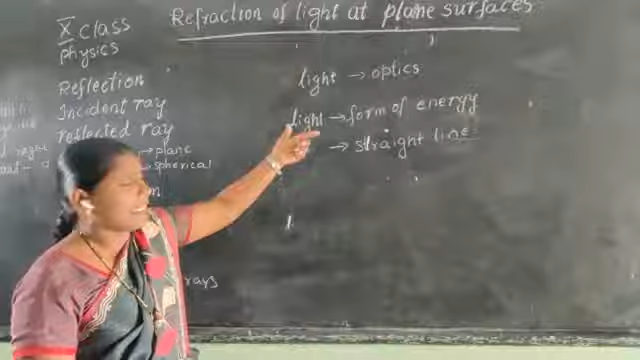 Refraction of light at plane surfaces
X class
physics
Reflection
Incident ray
reflected ray
→ plane
→ spherical
rays
light → optics
light → form of energy
→ straight line